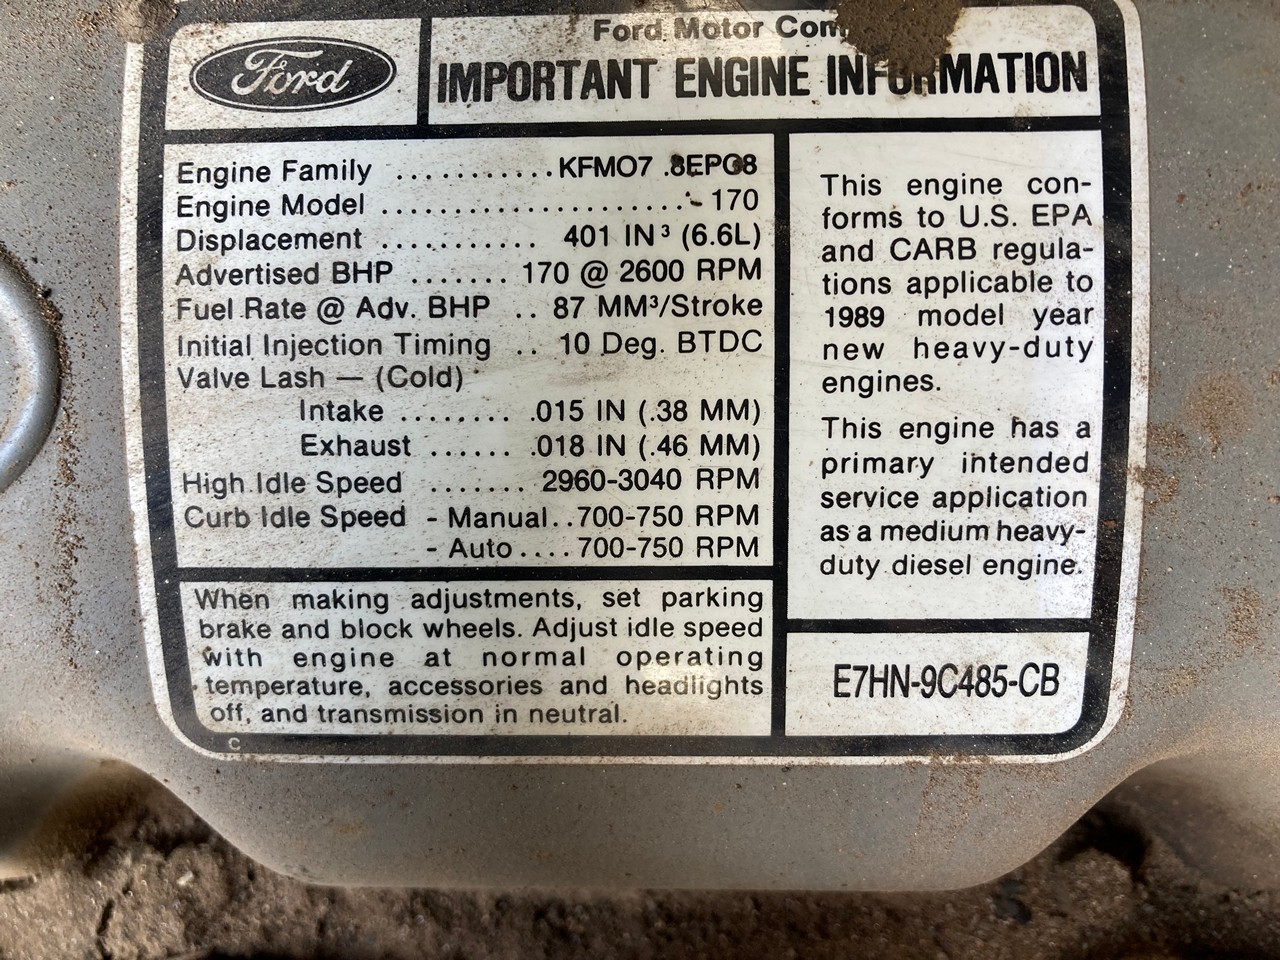 Ford Motor Com
Ford
IMPORTANT ENGINE INFORMATION
Engine Family ........... KFM07 .8EPG8
Engine Model .................... - 170
Displacement ........... 401 IN³ (6.6L)
Advertised BHP ....... 170 @ 2600 RPM
Fuel Rate @ Adv. BHP .. 87 MM³/Stroke
Initial Injection Timing .. 10 Deg. BTDC
Valve Lash — (Cold)
Intake ........ .015 IN (.38 MM)
Exhaust ...... .018 IN (.46 MM)
High Idle Speed ....... 2960-3040 RPM
Curb Idle Speed - Manual..700-750 RPM
- Auto....700-750 RPM
When making adjustments, set parking
brake and block wheels. Adjust idle speed
with engine at normal operating
temperature, accessories and headlights
off, and transmission in neutral.
C
This engine con-
forms to U.S. EPA
and CARB regula-
tions applicable to
1989 model year
new heavy-duty
engines.
This engine has a
primary intended
service application
as a medium heavy-
duty diesel engine.
E7HN-9C485-CB